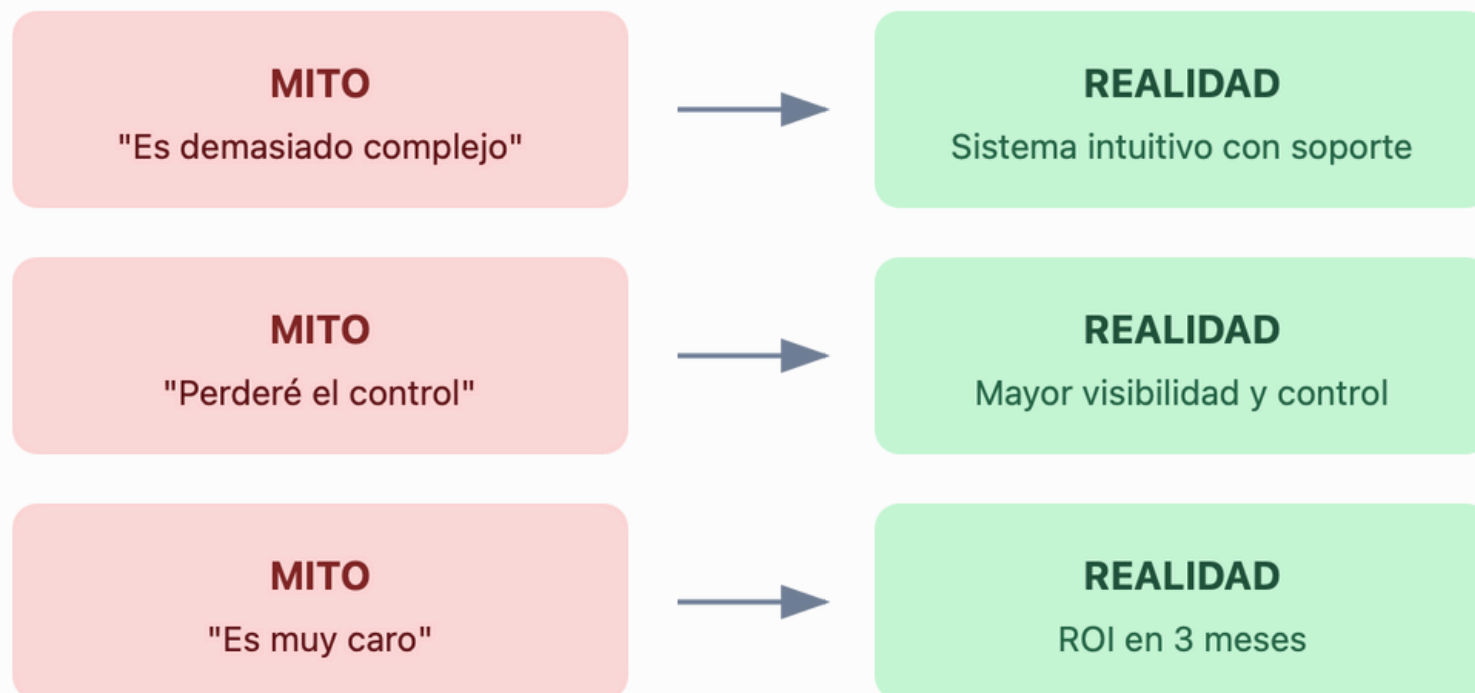 MITO
"Es demasiado complejo"
REALIDAD
Sistema intuitivo con soporte
MITO
"Perderé el control"
REALIDAD
Mayor visibilidad y control
MITO
"Es muy caro"
REALIDAD
ROI en 3 meses